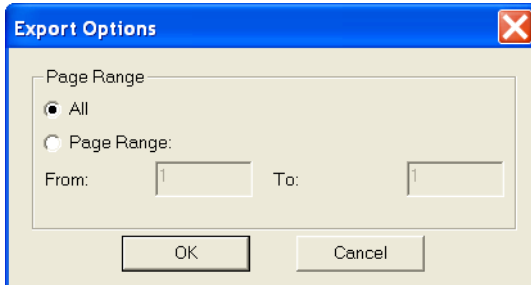 Export Options
Page Range
All
Page Range:
From: 1 To: 1
OK Cancel